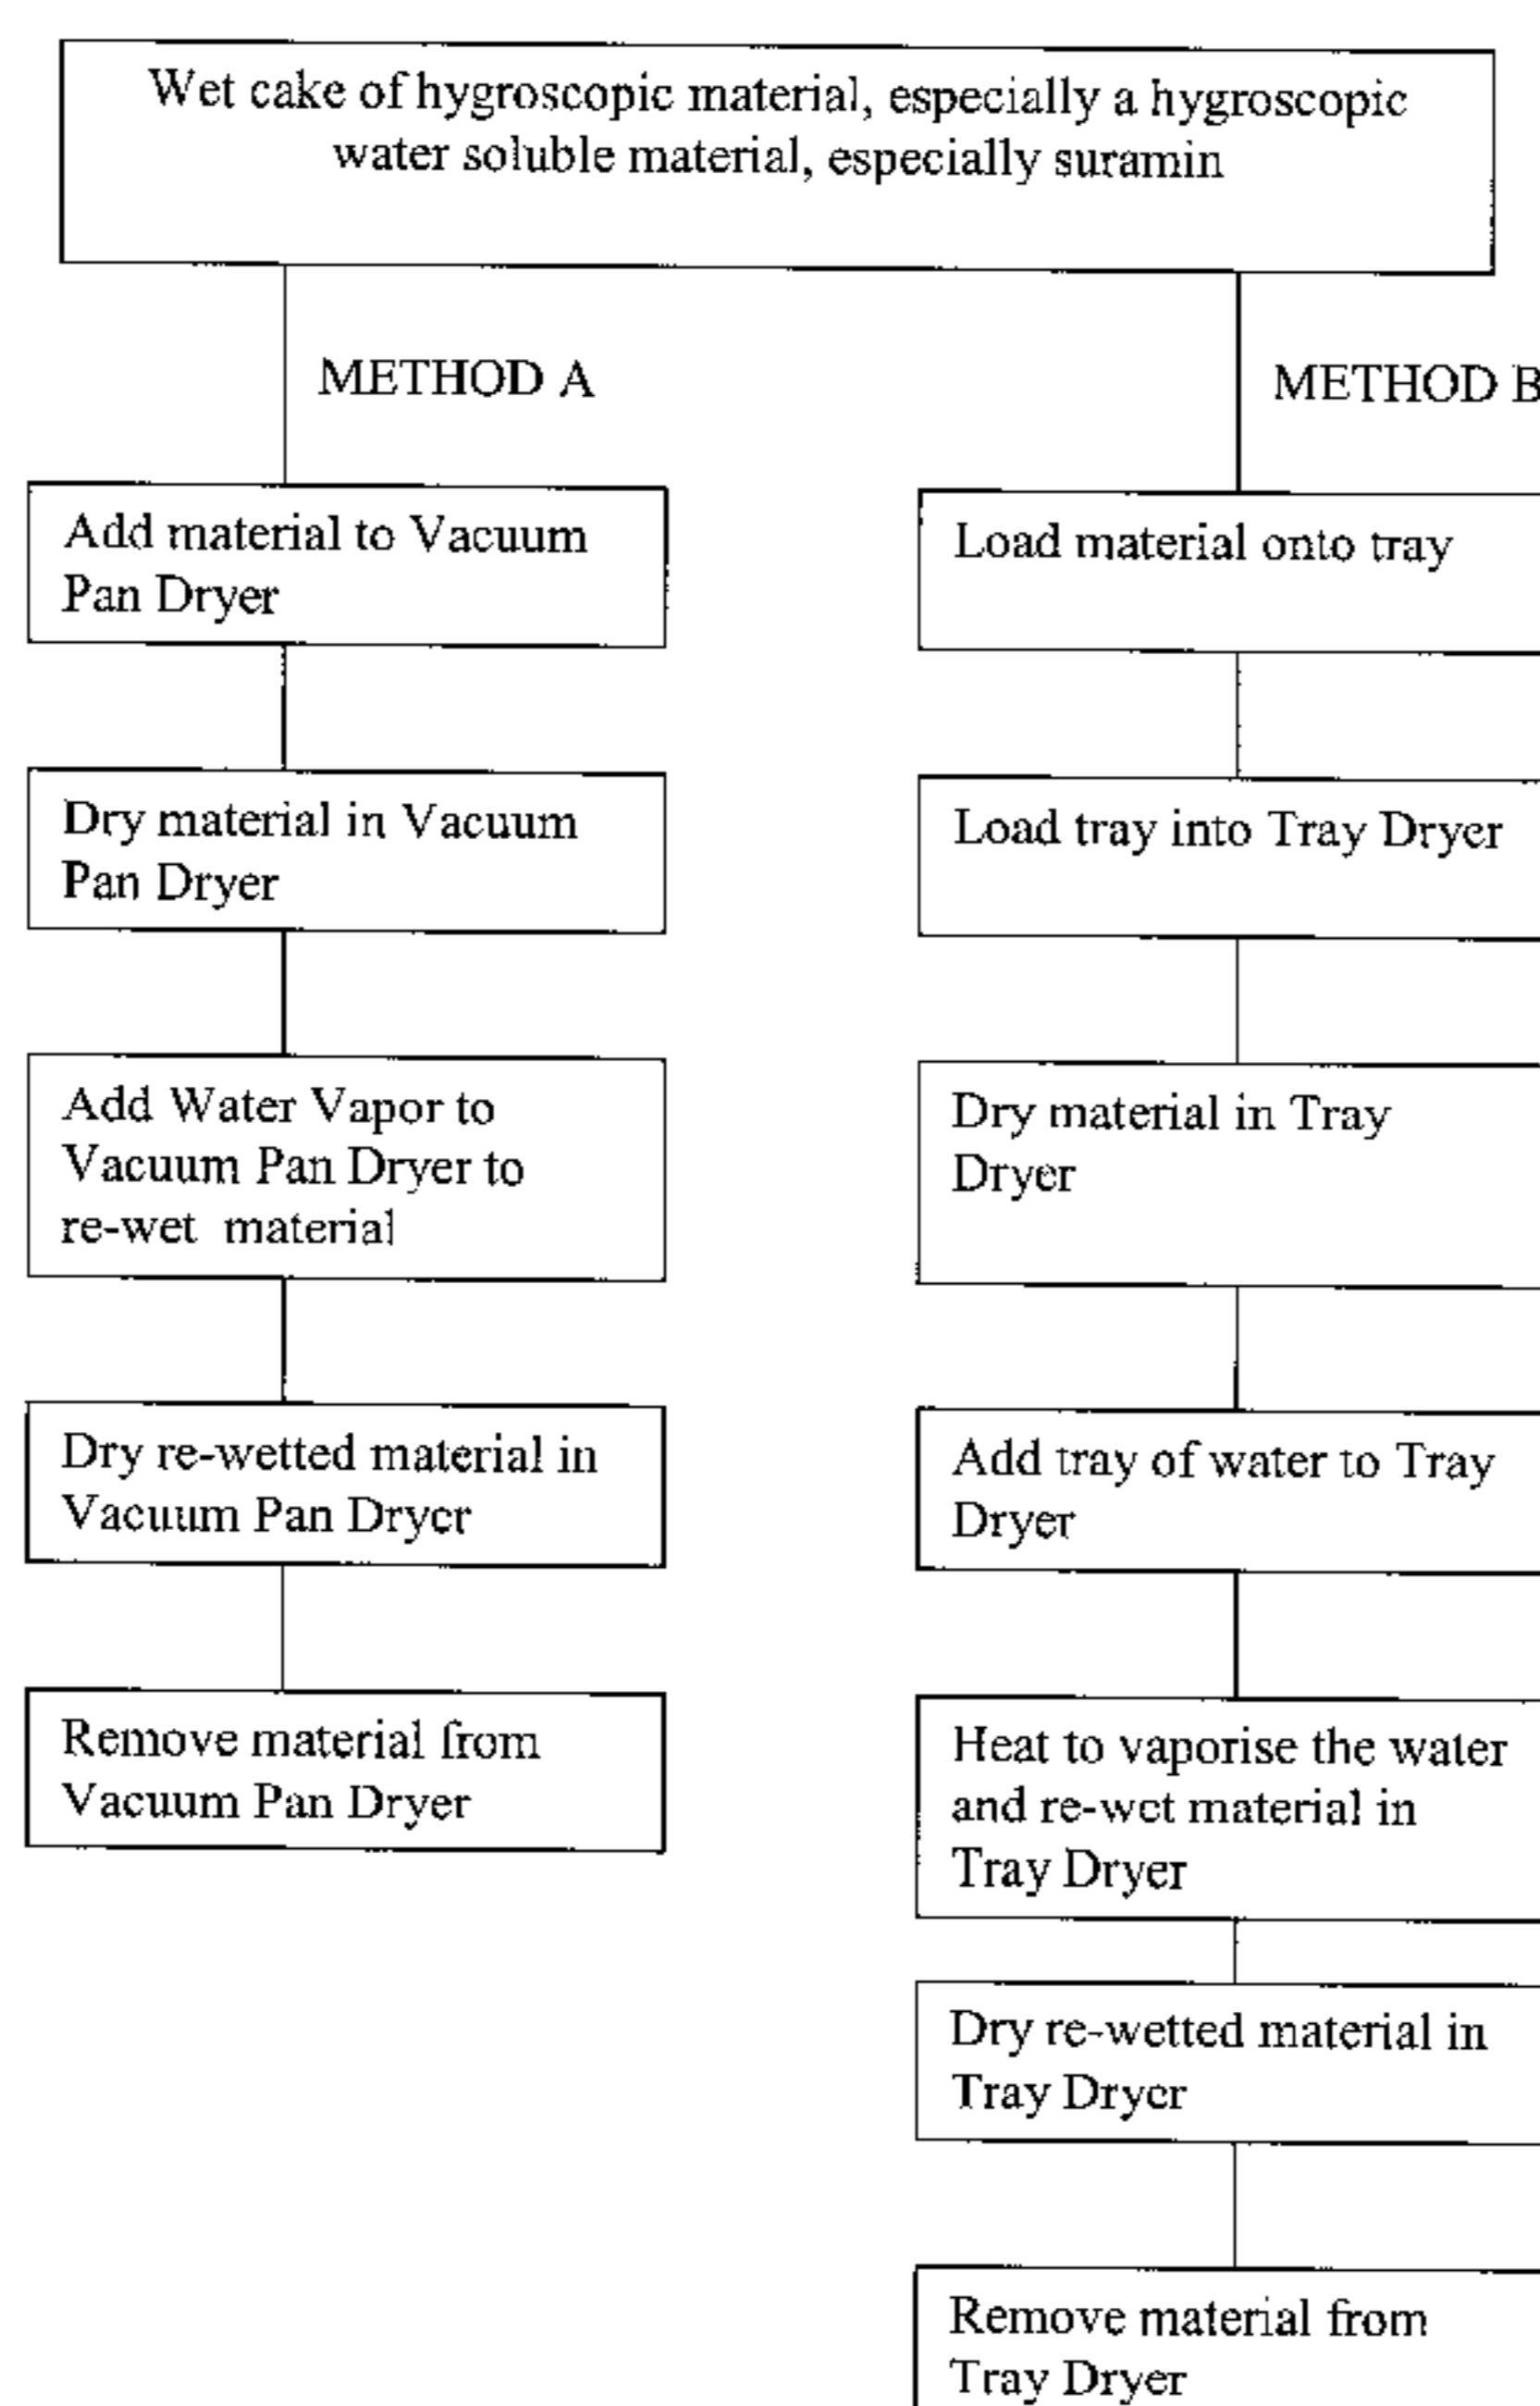 Wet cake of hygroscopic material, especially a hygroscopic
water soluble material, especially suramin
METHOD A
METHOD B
Add material to Vacuum
Pan Dryer
Dry material in Vacuum
Pan Dryer
Add Water Vapor to
Vacuum Pan Dryer to
re-wet material
Dry re-wetted material in
Vacuum Pan Dryer
Remove material from
Vacuum Pan Dryer
Load material onto tray
Load tray into Tray Dryer
Dry material in Tray
Dryer
Add tray of water to Tray
Dryer
Heat to vaporise the water
and re-wet material in
Tray Dryer
Dry re-wetted material in
Tray Dryer
Remove material from
Tray Dryer